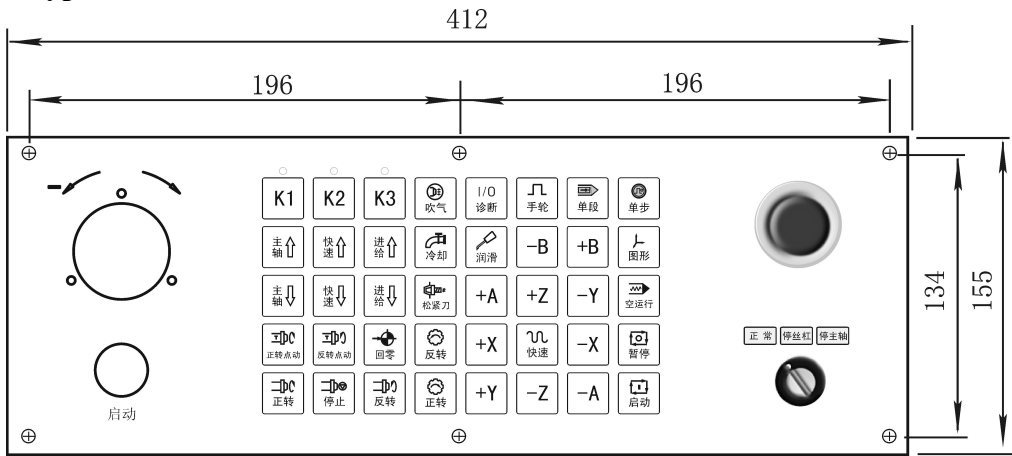 412
196 196
K1 K2 K3 吹气 I/O 诊断 手轮 单段 单步
主轴 快速 进给 冷却 润滑 -B +B 图形
主轴 快速 进给 松紧刀 +A +Z -Y 空运行
正转点动 反转点动 回零 反转 +X 快速 -X 暂停
正转 停止 反转 正转 +Y -Z -A 启动
启动
正常 停丝杠 停主轴
134
155